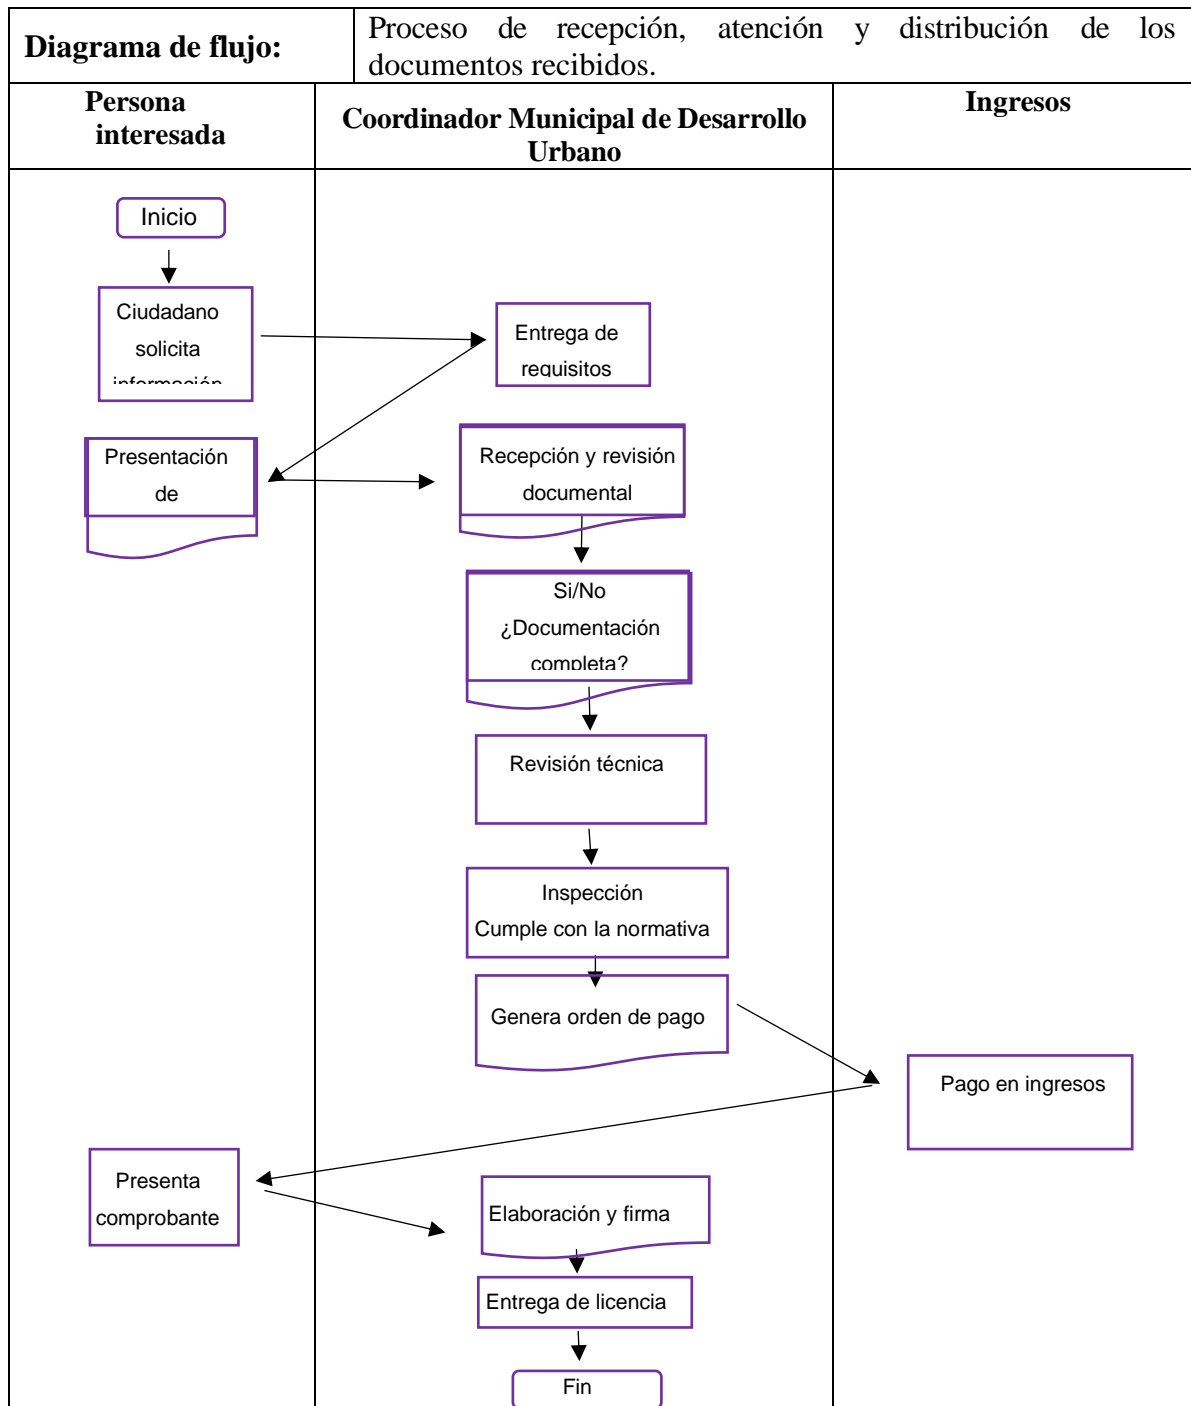 Diagrama de flujo:
Proceso de recepción, atención y distribución de los
documentos recibidos.
Persona
interesada
Coordinador Municipal de Desarrollo
Urbano
Ingresos
Inicio
Ciudadano
solicita
información
Entrega de
requisitos
Presentación
de
Recepción y revisión
documental
Si/No
¿Documentación
completa?
Revisión técnica
Inspección
Cumple con la normativa
Genera orden de pago
Pago en ingresos
Presenta
comprobante
Elaboración y firma
Entrega de licencia
Fin